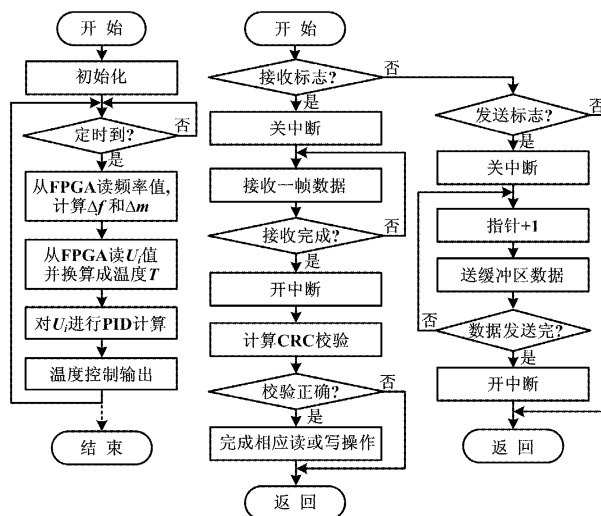 开 始
初始化
定时到?
否
是
从FPGA读频率值,
计算Δf 和Δm
从FPGA读Ui值
并换算成温度T
对Ui进行PID计算
温度控制输出
结 束
开 始
接收标志?
否
是
关中断
接收一帧数据
接收完成?
否
是
开中断
计算CRC校验
校验正确?
否
是
完成相应读或写操作
返 回
发送标志?
否
是
关中断
指针+1
送缓冲区数据
数据发送完?
否
是
开中断
返 回